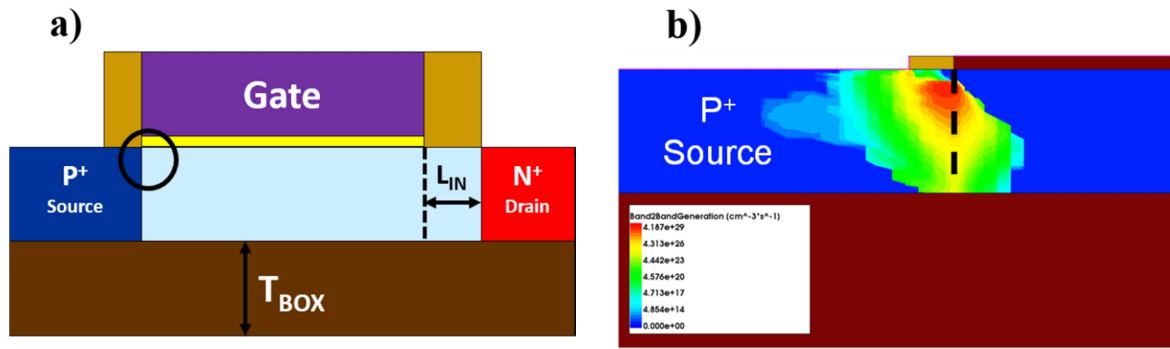 a)
Gate
P+
Source
LIN
N+
Drain
TBOX
b)
P+
Source
Band2BandGeneration (cm^-3*s^-1)
4.187e+29
4.313e+26
4.442e+23
4.576e+20
4.713e+17
4.854e+14
0.000e+00